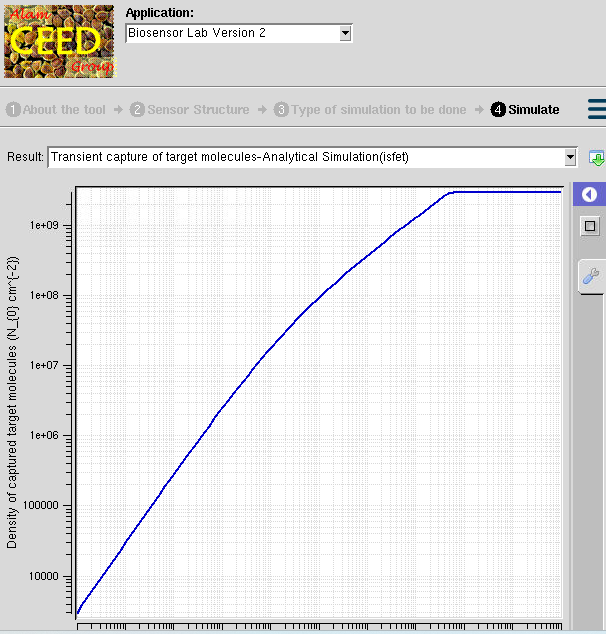 Alam
CEED
Group
Application:
Biosensor Lab Version 2
1 About the tool → 2 Sensor Structure → 3 Type of simulation to be done → 4 Simulate
Result: Transient capture of target molecules-Analytical Simulation(isfet)
Density of captured target molecules (N_{0} cm^{-2})
1e+09
1e+08
1e+07
1e+06
100000
10000